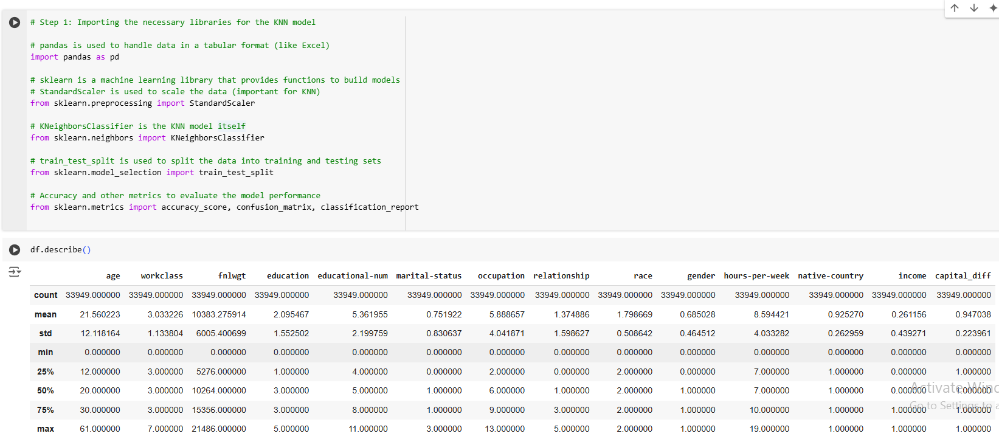 # Step 1: Importing the necessary libraries for the KNN model
# pandas is used to handle data in a tabular format (like Excel)
import pandas as pd
# sklearn is a machine learning library that provides functions to build models
# StandardScaler is used to scale the data (important for KNN)
from sklearn.preprocessing import StandardScaler
# KNeighborsClassifier is the KNN model itself
from sklearn.neighbors import KNeighborsClassifier
# train_test_split is used to split the data into training and testing sets
from sklearn.model_selection import train_test_split
# Accuracy and other metrics to evaluate the model performance
from sklearn.metrics import accuracy_score, confusion_matrix, classification_report
df.describe()
age workclass fnlwgt education educational-num marital-status occupation relationship race gender hours-per-week native-country income capital_diff
count 33949.000000 33949.000000 33949.000000 33949.000000 33949.000000 33949.000000 33949.000000 33949.000000 33949.000000 33949.000000 33949.000000 33949.000000 33949.000000 33949.000000
mean 21.560223 3.033226 10383.275914 2.095467 5.361955 0.751922 5.888657 1.374886 1.798669 0.685028 8.594421 0.925270 0.261156 0.947038
std 12.118164 1.133804 6005.400699 1.552502 2.199759 0.830637 4.041871 1.598627 0.508642 0.464512 4.033282 0.262959 0.439271 0.223961
min 0.000000 0.000000 0.000000 0.000000 0.000000 0.000000 0.000000 0.000000 0.000000 0.000000 0.000000 0.000000 0.000000 0.000000
25% 12.000000 3.000000 5276.000000 1.000000 4.000000 0.000000 2.000000 0.000000 2.000000 0.000000 7.000000 1.000000 0.000000 1.000000
50% 20.000000 3.000000 10264.000000 3.000000 5.000000 1.000000 6.000000 1.000000 2.000000 1.000000 7.000000 1.000000 0.000000 1.000000
Activate Windo
75% 30.000000 3.000000 15356.000000 3.000000 8.000000 1.000000 9.000000 3.000000 2.000000 1.000000 10.000000 1.000000 1.000000 1.000000
Go to Settings to a
max 61.000000 7.000000 21486.000000 5.000000 11.000000 3.000000 13.000000 5.000000 2.000000 1.000000 19.000000 1.000000 1.000000 1.000000